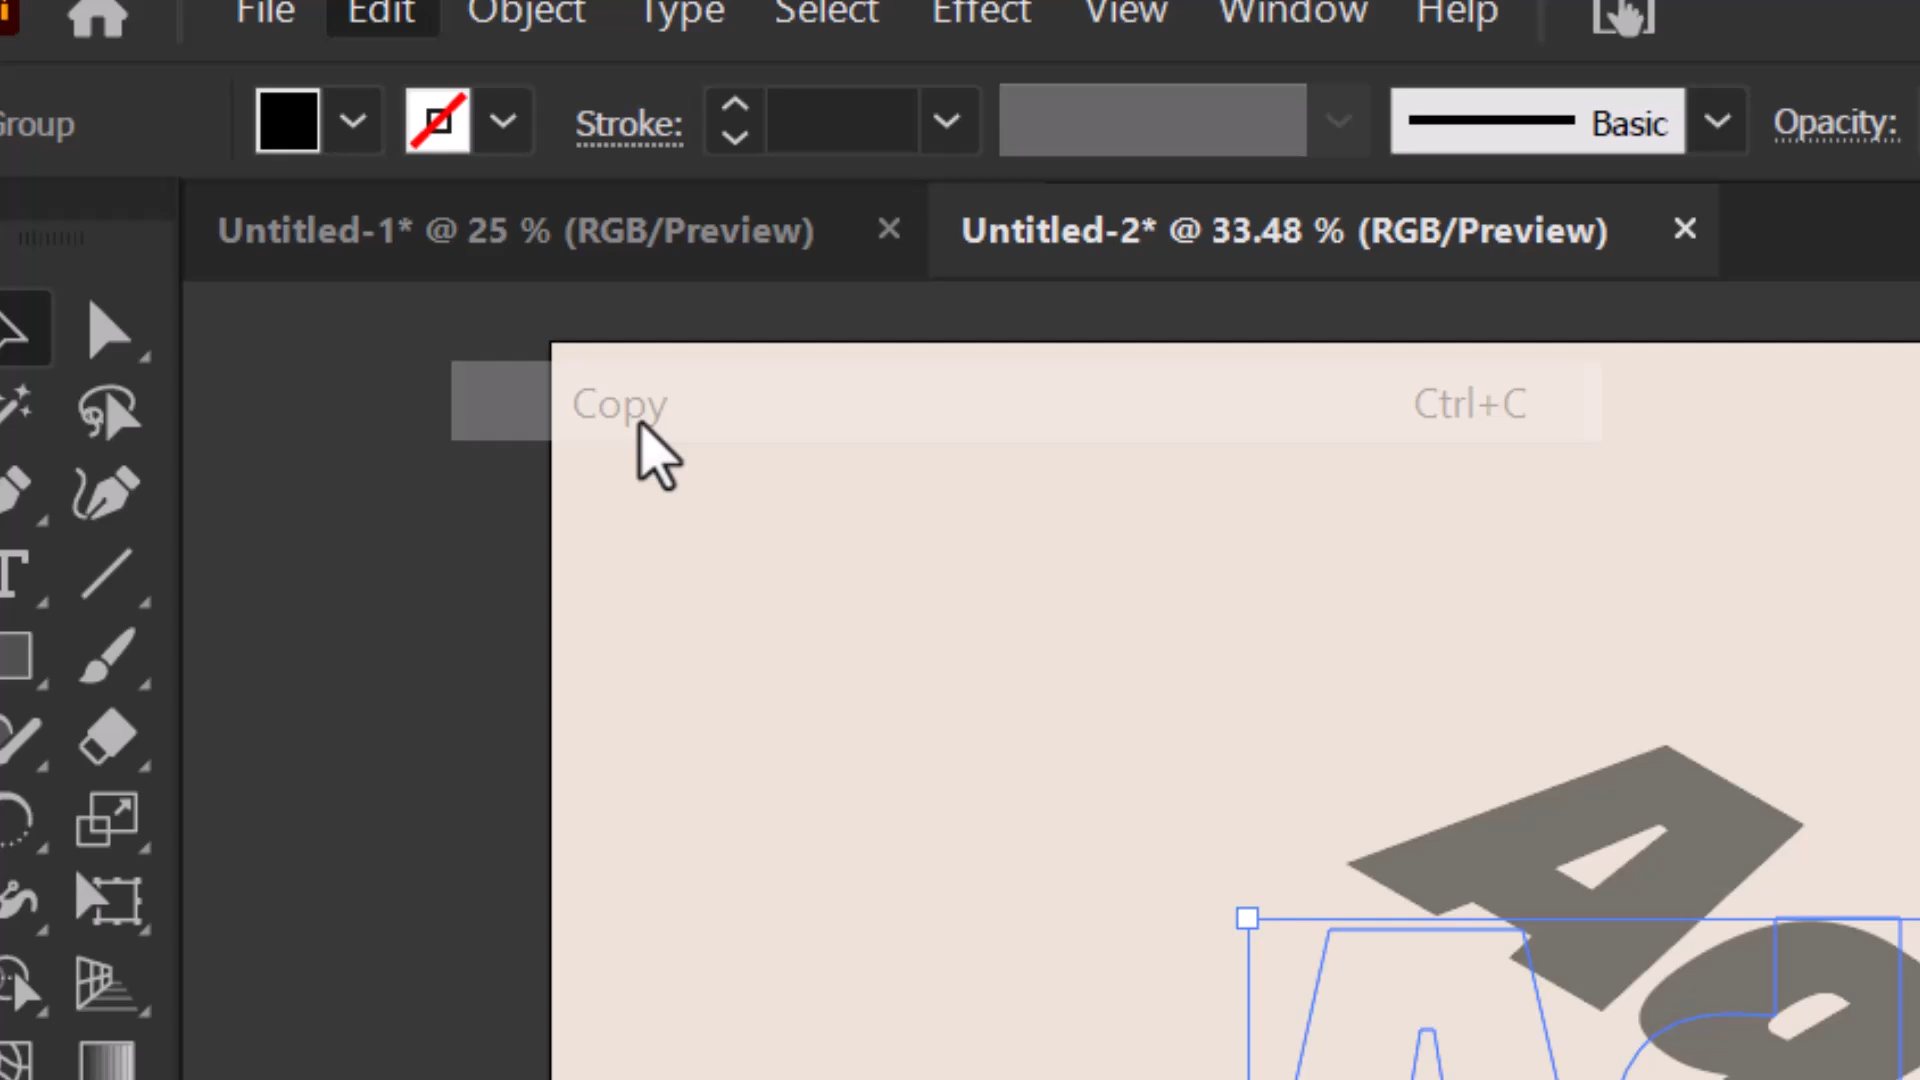 File Edit Object Type Select Effect View Window Help
Group Stroke: Basic Opacity:
Untitled-1* @ 25 % (RGB/Preview) Untitled-2* @ 33.48 % (RGB/Preview)
Copy Ctrl+C